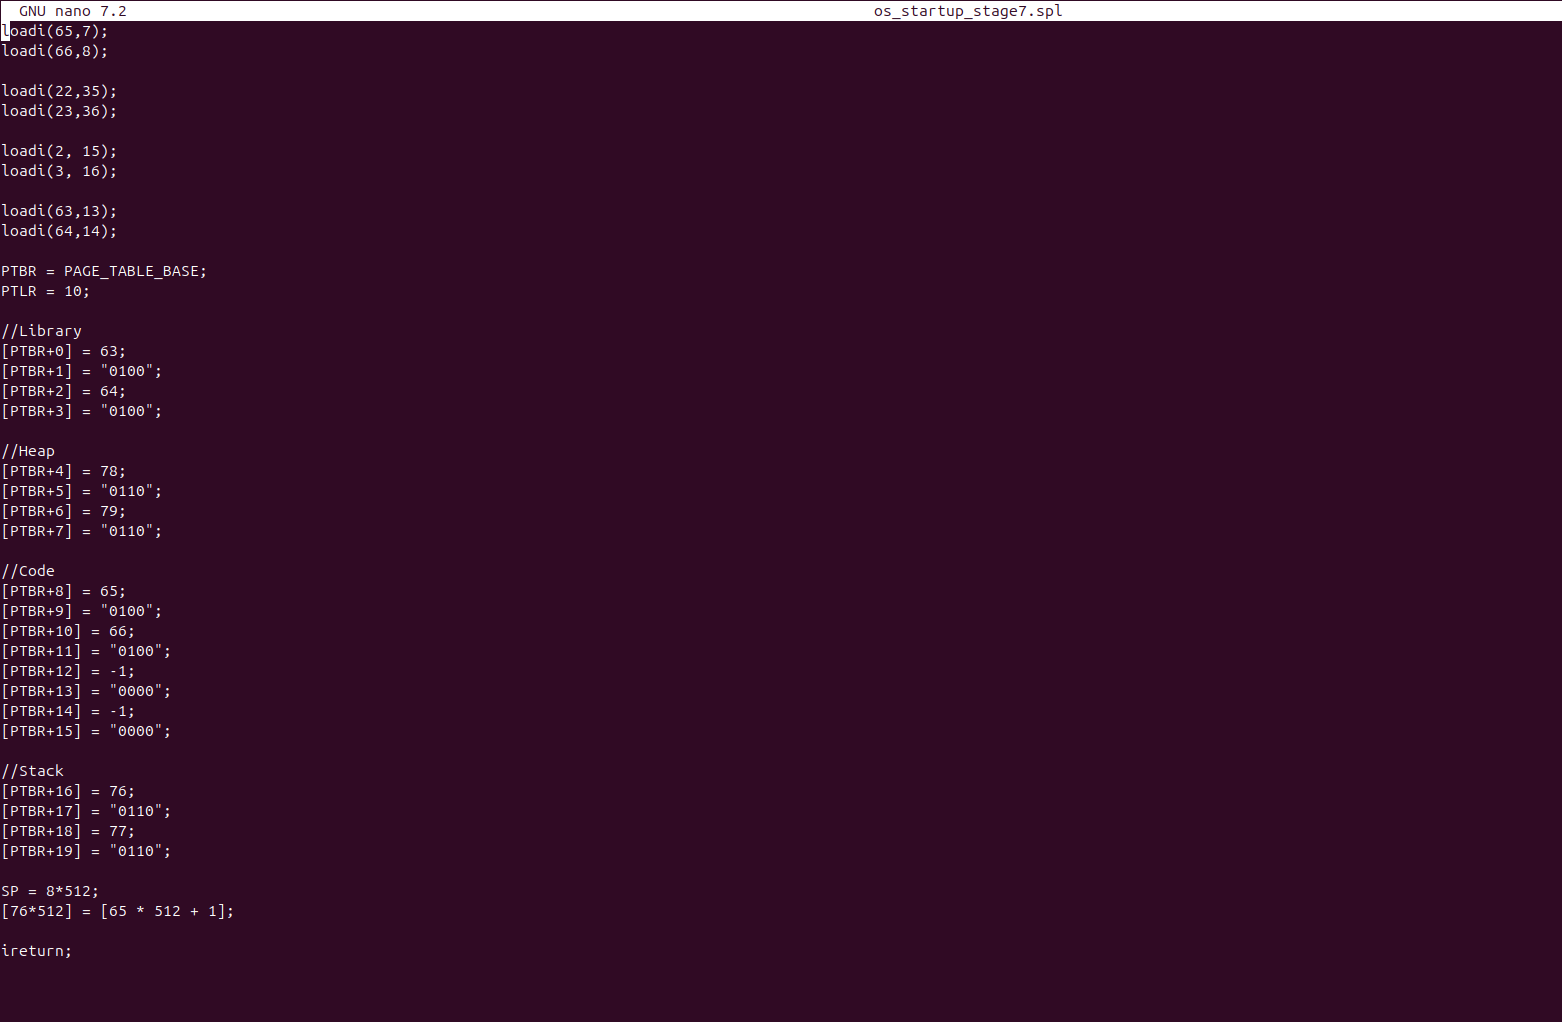 GNU nano 7.2 os_startup_stage7.spl
loadi(65,7);
loadi(66,8);
loadi(22,35);
loadi(23,36);
loadi(2, 15);
loadi(3, 16);
loadi(63,13);
loadi(64,14);
PTBR = PAGE_TABLE_BASE;
PTLR = 10;
//Library
[PTBR+0] = 63;
[PTBR+1] = "0100";
[PTBR+2] = 64;
[PTBR+3] = "0100";
//Heap
[PTBR+4] = 78;
[PTBR+5] = "0110";
[PTBR+6] = 79;
[PTBR+7] = "0110";
//Code
[PTBR+8] = 65;
[PTBR+9] = "0100";
[PTBR+10] = 66;
[PTBR+11] = "0100";
[PTBR+12] = -1;
[PTBR+13] = "0000";
[PTBR+14] = -1;
[PTBR+15] = "0000";
//Stack
[PTBR+16] = 76;
[PTBR+17] = "0110";
[PTBR+18] = 77;
[PTBR+19] = "0110";
SP = 8*512;
[76*512] = [65 * 512 + 1];
ireturn;